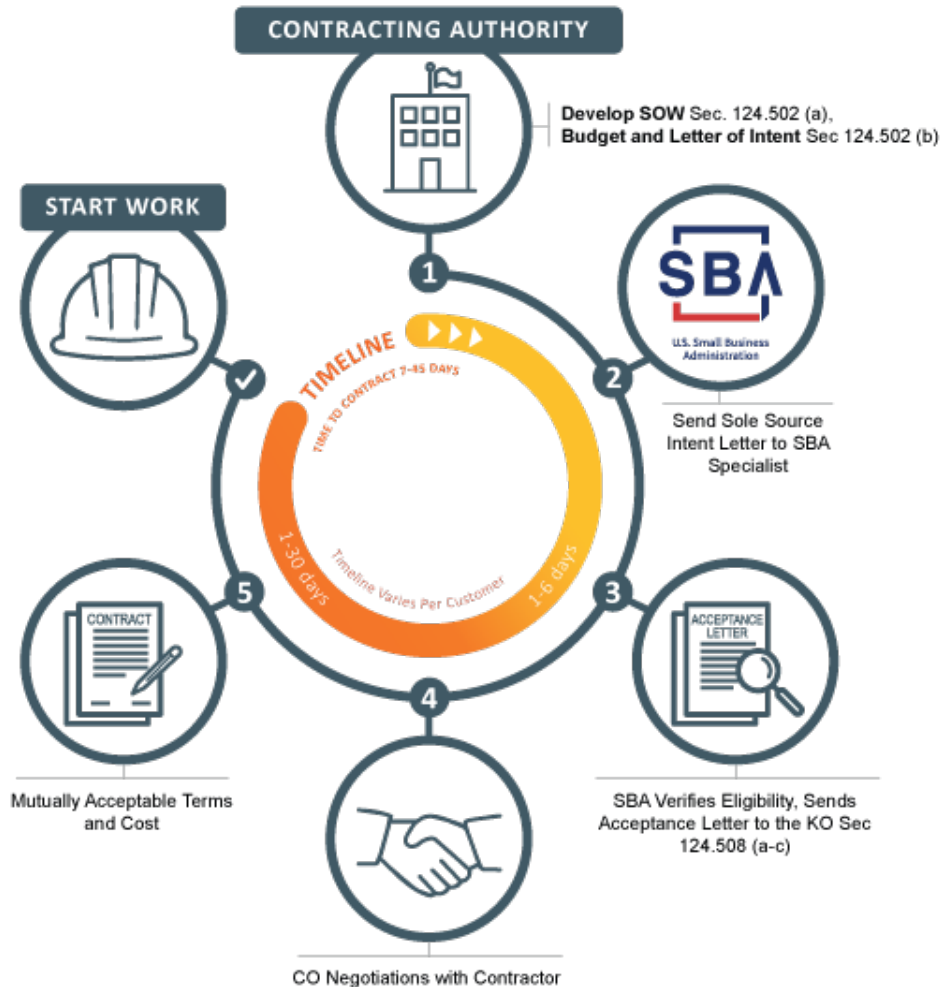 CONTRACTING AUTHORITY
Develop SOW Sec. 124.502 (a),
Budget and Letter of Intent Sec 124.502 (b)
START WORK
1
SBA
U.S. Small Business
Administration
2
Send Sole Source
Intent Letter to SBA
Specialist
TIMELINE
TIME TO CONTRACT 7-45 DAYS
1-30 days
Timeline Varies Per Customer
1-6 days
5
3
CONTRACT
ACCEPTANCE
LETTER
4
Mutually Acceptable Terms
and Cost
SBA Verifies Eligibility, Sends
Acceptance Letter to the KO Sec
124.508 (a-c)
CO Negotiations with Contractor